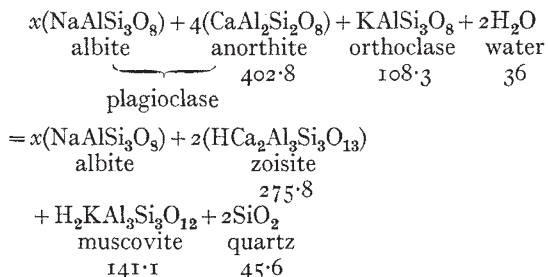 x(NaAlSi₃O₈) + 4(CaAl₂Si₂O₈) + KAlSi₃O₈ + 2H₂O
albite anorthite orthoclase water
402·8 108·3 36
plagioclase
= x(NaAlSi₃O₈) + 2(HCa₂Al₃Si₃O₁₃)
albite zoisite
275·8
+ H₂KAl₃Si₃O₁₂ + 2SiO₂
muscovite quartz
141·1 45·6